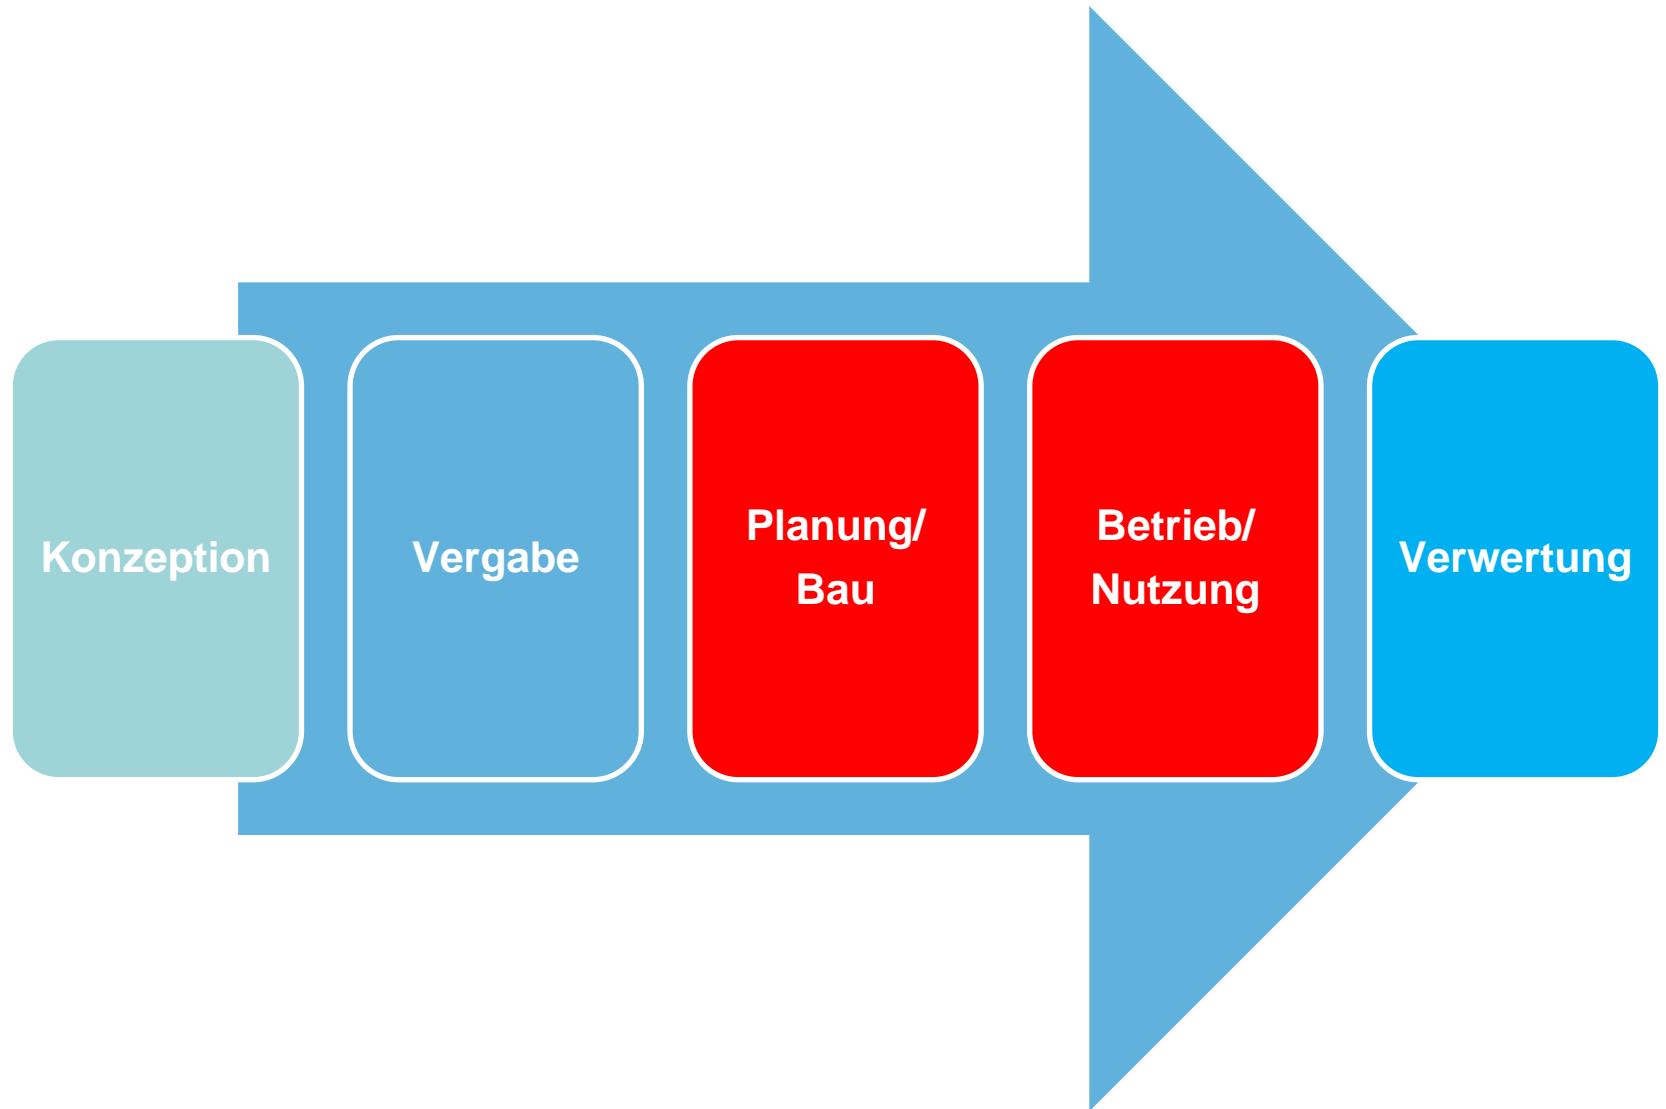 Konzeption
Vergabe
Planung/
Bau
Betrieb/
Nutzung
Verwertung